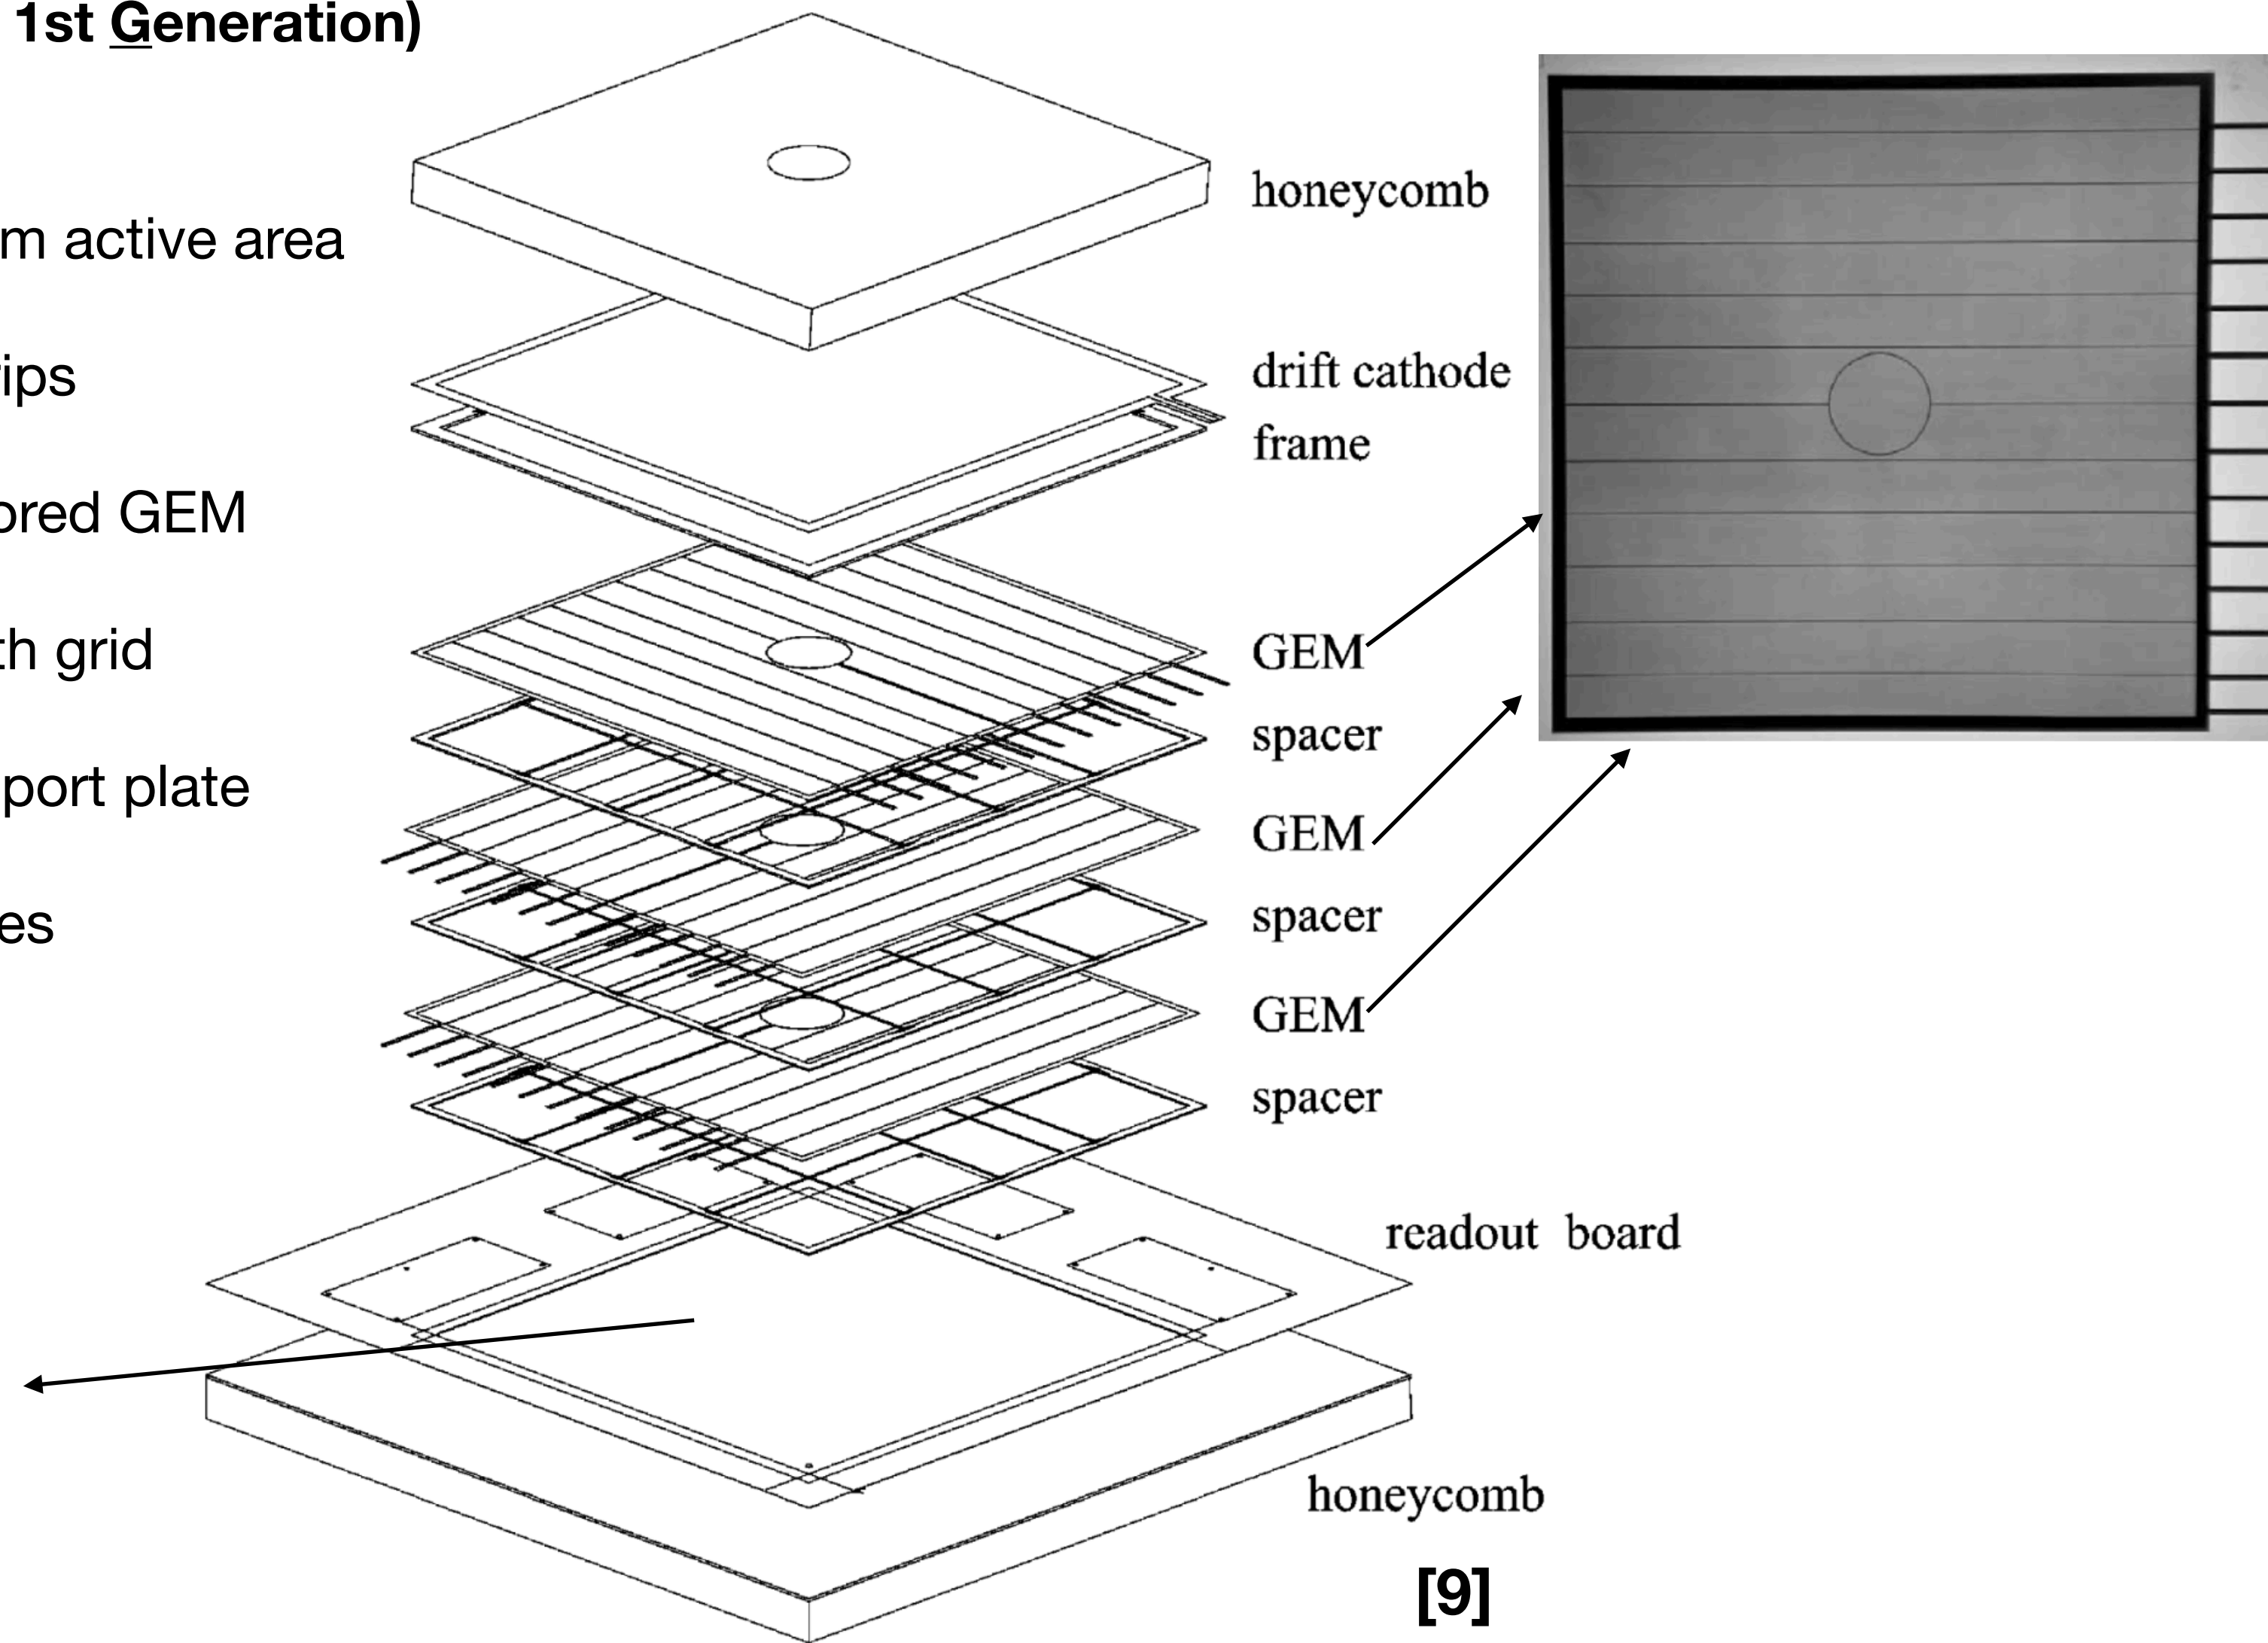 1st Generation)
m active area
ips
ored GEM
th grid
port plate
es
honeycomb
drift cathode
frame
GEM
spacer
GEM
spacer
GEM
spacer
readout board
honeycomb
[9]